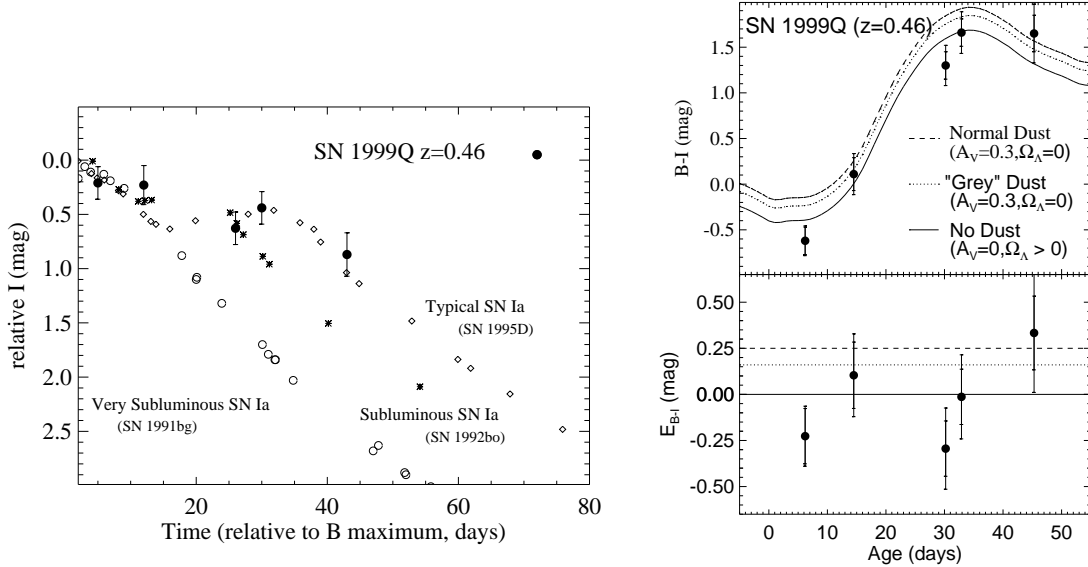 SN 1999Q z=0.46
Typical SN Ia
(SN 1995D)
Very Subluminous SN Ia
(SN 1991bg)
Subluminous SN Ia
(SN 1992bo)
relative I (mag)
0.0
0.5
1.0
1.5
2.0
2.5
20
40
60
80
Time (relative to B maximum, days)
SN 1999Q (z=0.46)
B-I (mag)
1.5
1.0
0.5
0.0
-0.5
Normal Dust
(A_V=0.3,Ω_Λ=0)
"Grey" Dust
(A_V=0.3,Ω_Λ=0)
No Dust
(A_V=0,Ω_Λ > 0)
E_B-I (mag)
0.50
0.25
0.00
-0.25
-0.50
0
10
20
30
40
50
Age (days)